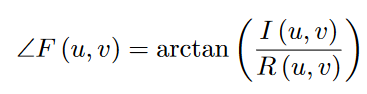 ∠F (u, v) = arctan ( I (u, v) / R (u, v) )